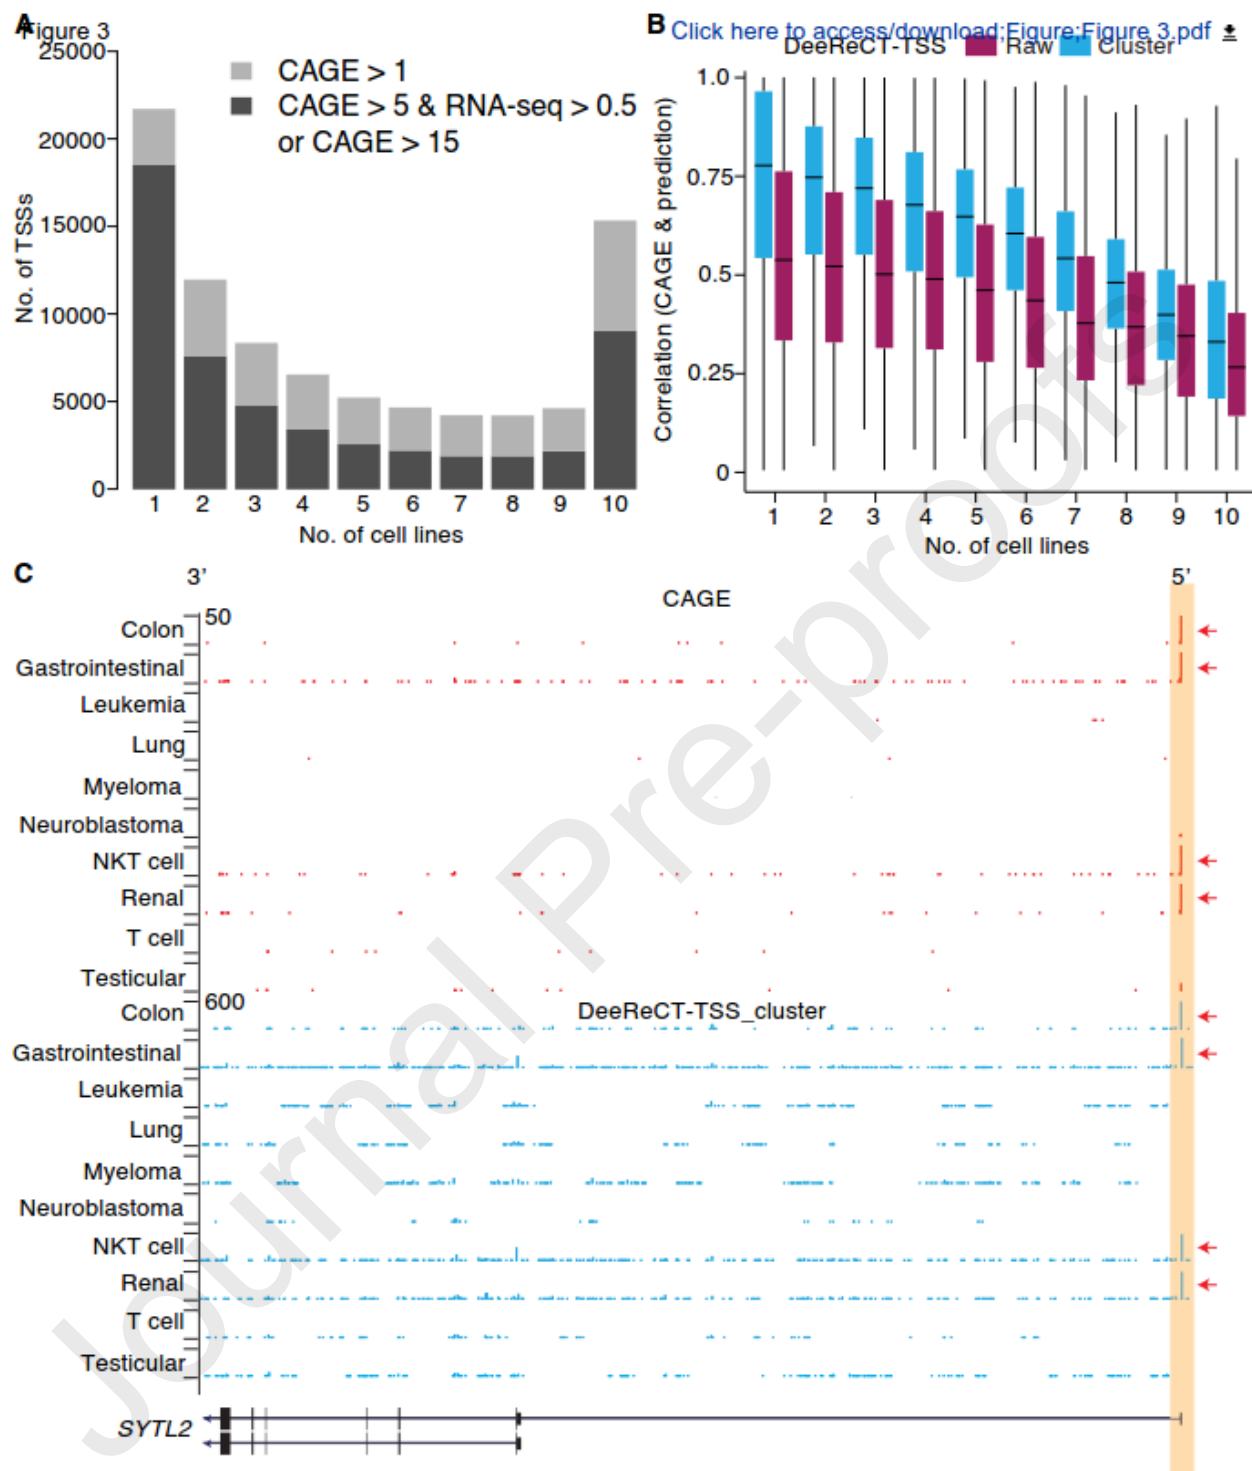 A
Figure 3
25000
20000
15000
10000
5000
0
No. of TSSs
CAGE > 1
CAGE > 5 & RNA-seq > 0.5
or CAGE > 15
1 2 3 4 5 6 7 8 9 10
No. of cell lines
B
Click here to access/download;Figure;Figure 3.pdf
DeeReCT-TSS Raw Cluster
1.0
0.75
0.5
0.25
0
Correlation (CAGE & prediction)
1 2 3 4 5 6 7 8 9 10
No. of cell lines
C
3’ 5’
CAGE
50
Colon
Gastrointestinal
Leukemia
Lung
Myeloma
Neuroblastoma
NKT cell
Renal
T cell
Testicular
600
DeeReCT-TSS_cluster
Colon
Gastrointestinal
Leukemia
Lung
Myeloma
Neuroblastoma
NKT cell
Renal
T cell
Testicular
SYTL2
Journal Pre-proofs